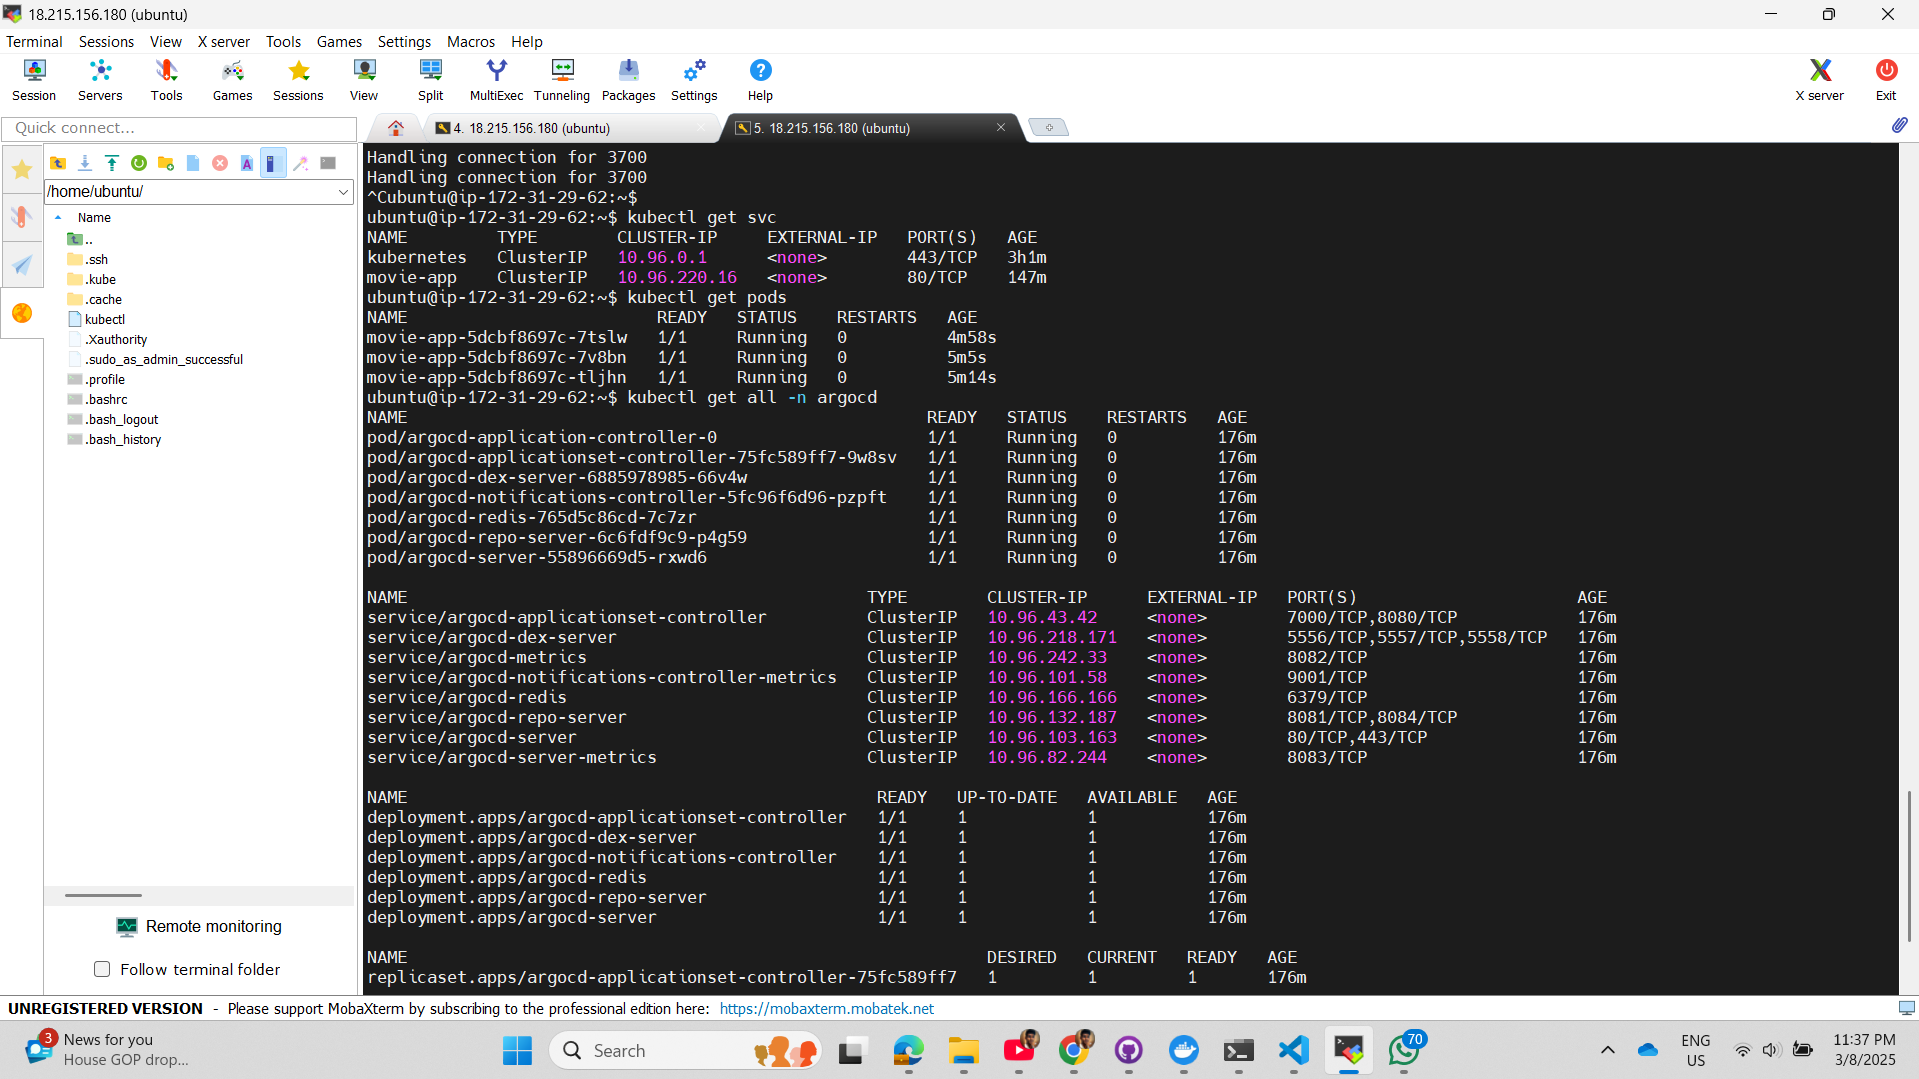 18.215.156.180 (ubuntu)
Terminal Sessions View X server Tools Games Settings Macros Help
Session Servers Tools Games Sessions View Split MultiExec Tunneling Packages Settings Help X server Exit
Quick connect...
4. 18.215.156.180 (ubuntu)
5. 18.215.156.180 (ubuntu)
/home/ubuntu/
Name
..
.ssh
.kube
.cache
kubectl
.Xauthority
.sudo_as_admin_successful
.profile
.bashrc
.bash_logout
.bash_history
Remote monitoring
Follow terminal folder
Handling connection for 3700
Handling connection for 3700
^Cubuntu@ip-172-31-29-62:~$
ubuntu@ip-172-31-29-62:~$ kubectl get svc
NAME TYPE CLUSTER-IP EXTERNAL-IP PORT(S) AGE
kubernetes ClusterIP 10.96.0.1 <none> 443/TCP 3h1m
movie-app ClusterIP 10.96.220.16 <none> 80/TCP 147m
ubuntu@ip-172-31-29-62:~$ kubectl get pods
NAME READY STATUS RESTARTS AGE
movie-app-5dcbf8697c-7tslw 1/1 Running 0 4m58s
movie-app-5dcbf8697c-7v8bn 1/1 Running 0 5m5s
movie-app-5dcbf8697c-tljhn 1/1 Running 0 5m14s
ubuntu@ip-172-31-29-62:~$ kubectl get all -n argocd
NAME READY STATUS RESTARTS AGE
pod/argocd-application-controller-0 1/1 Running 0 176m
pod/argocd-applicationset-controller-75fc589ff7-9w8sv 1/1 Running 0 176m
pod/argocd-dex-server-6885978985-66v4w 1/1 Running 0 176m
pod/argocd-notifications-controller-5fc96f6d96-pzpft 1/1 Running 0 176m
pod/argocd-redis-765d5c86cd-7c7zr 1/1 Running 0 176m
pod/argocd-repo-server-6c6fdf9c9-p4g59 1/1 Running 0 176m
pod/argocd-server-55896669d5-rxwd6 1/1 Running 0 176m
NAME TYPE CLUSTER-IP EXTERNAL-IP PORT(S) AGE
service/argocd-applicationset-controller ClusterIP 10.96.43.42 <none> 7000/TCP,8080/TCP 176m
service/argocd-dex-server ClusterIP 10.96.218.171 <none> 5556/TCP,5557/TCP,5558/TCP 176m
service/argocd-metrics ClusterIP 10.96.242.33 <none> 8082/TCP 176m
service/argocd-notifications-controller-metrics ClusterIP 10.96.101.58 <none> 9001/TCP 176m
service/argocd-redis ClusterIP 10.96.166.166 <none> 6379/TCP 176m
service/argocd-repo-server ClusterIP 10.96.132.187 <none> 8081/TCP,8084/TCP 176m
service/argocd-server ClusterIP 10.96.103.163 <none> 80/TCP,443/TCP 176m
service/argocd-server-metrics ClusterIP 10.96.82.244 <none> 8083/TCP 176m
NAME READY UP-TO-DATE AVAILABLE AGE
deployment.apps/argocd-applicationset-controller 1/1 1 1 176m
deployment.apps/argocd-dex-server 1/1 1 1 176m
deployment.apps/argocd-notifications-controller 1/1 1 1 176m
deployment.apps/argocd-redis 1/1 1 1 176m
deployment.apps/argocd-repo-server 1/1 1 1 176m
deployment.apps/argocd-server 1/1 1 1 176m
NAME DESIRED CURRENT READY AGE
replicaset.apps/argocd-applicationset-controller-75fc589ff7 1 1 1 176m
UNREGISTERED VERSION - Please support MobaXterm by subscribing to the professional edition here: https://mobaxterm.mobatek.net
3
News for you
House GOP drop...
Search
70
ENG
US
11:37 PM
3/8/2025